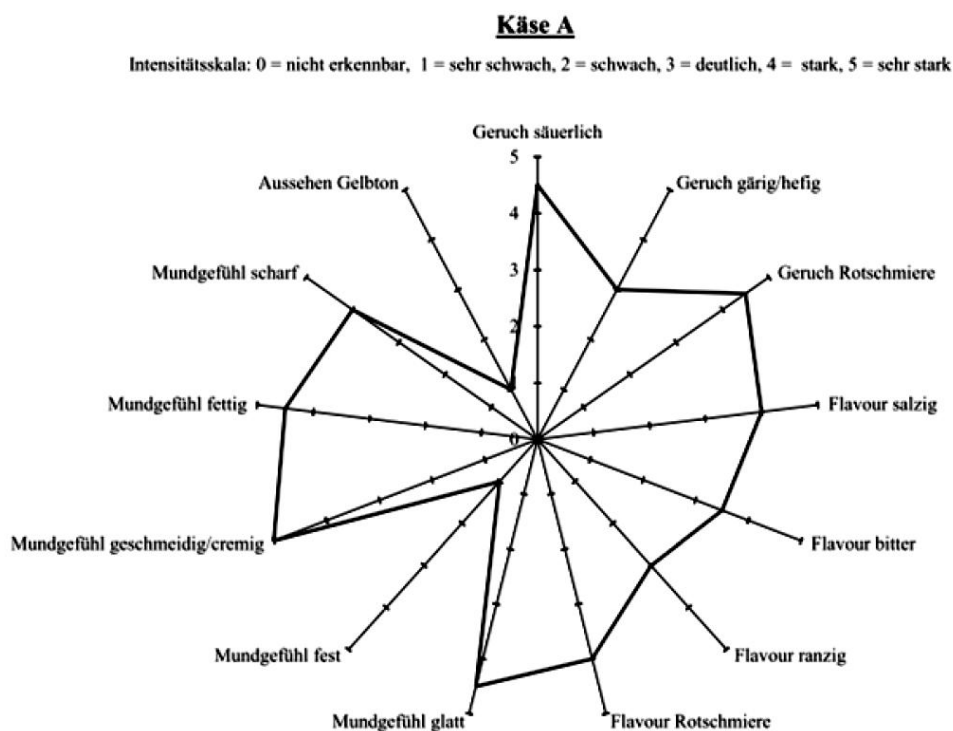 Käse A
Intensitätsskala: 0 = nicht erkennbar, 1 = sehr schwach, 2 = schwach, 3 = deutlich, 4 = stark, 5 = sehr stark
Geruch säuerlich
5
Aussehen Gelbton
Geruch gärig/hefig
4
Mundgefühl scharf
Geruch Rotschmiere
3
2
Mundgefühl fettig
Flavour salzig
0
Mundgefühl geschmeidig/cremig
Flavour bitter
Mundgefühl fest
Flavour ranzig
Mundgefühl glatt
Flavour Rotschmiere